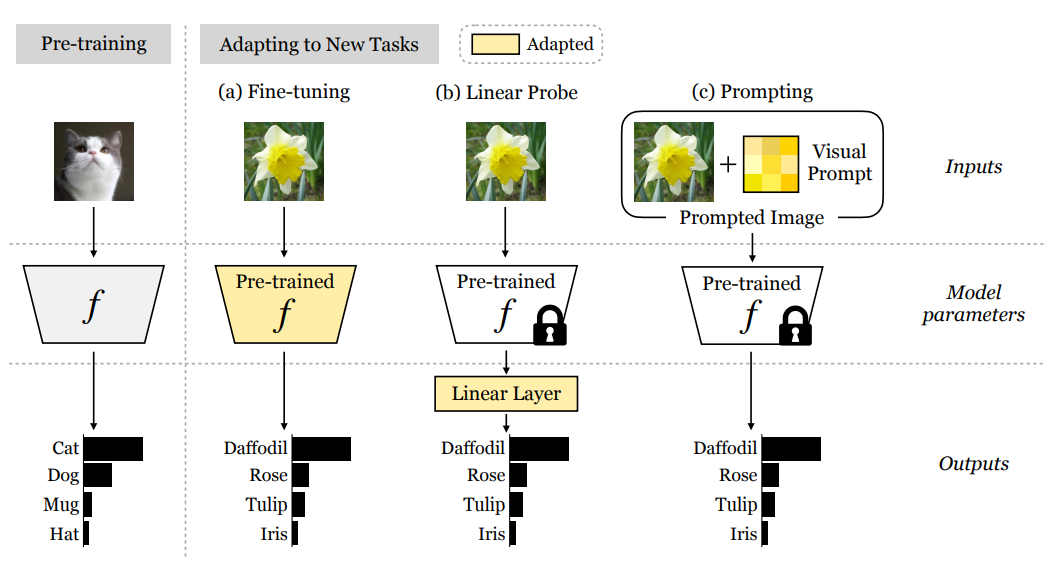 Pre-training
Adapting to New Tasks
Adapted
(a) Fine-tuning
(b) Linear Probe
(c) Prompting
+
Visual
Prompt
Prompted Image
Inputs
f
Pre-trained
f
Pre-trained
f
Pre-trained
f
Model
parameters
Linear Layer
Cat
Dog
Mug
Hat
Daffodil
Rose
Tulip
Iris
Daffodil
Rose
Tulip
Iris
Daffodil
Rose
Tulip
Iris
Outputs